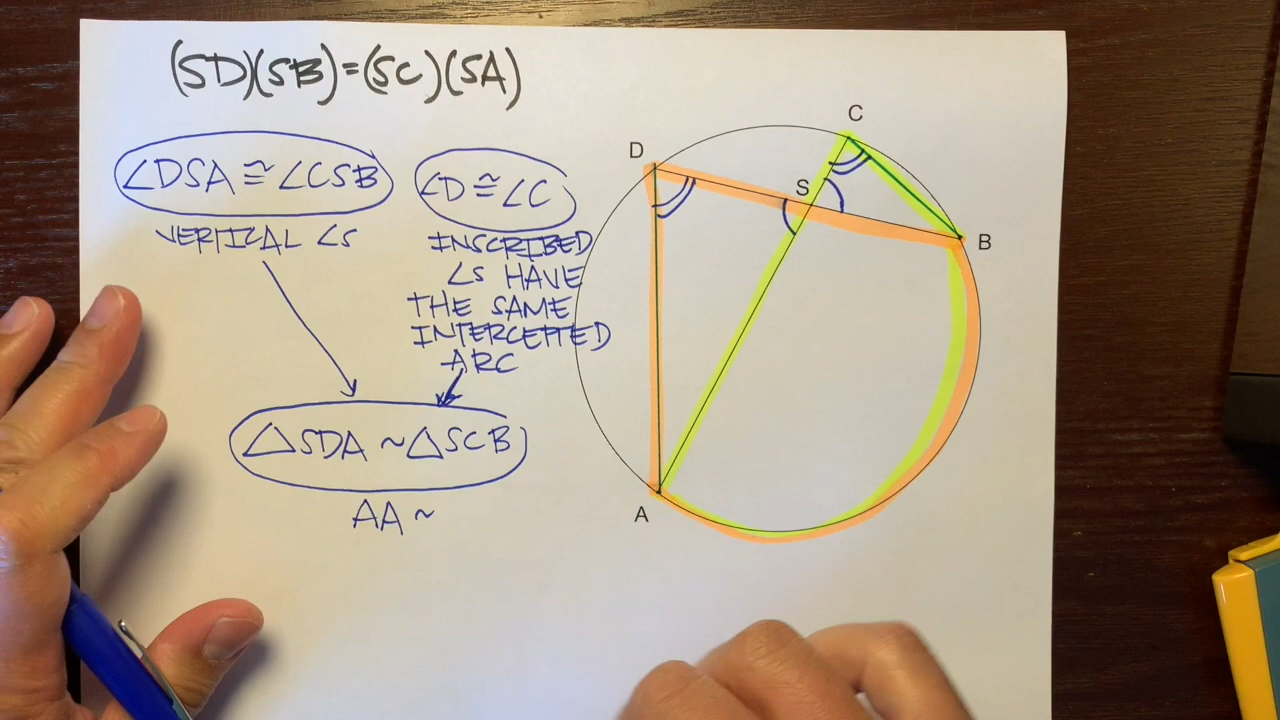 (SD)(SB)=(SC)(SA)
∠DSA ≅ ∠CSB
VERTICAL ∠S
∠D ≅ ∠C
INSCRIBED
∠S HAVE
THE SAME
INTERCEPTED
ARC
△SDA ~ △SCB
AA ~
C
D
S
B
A